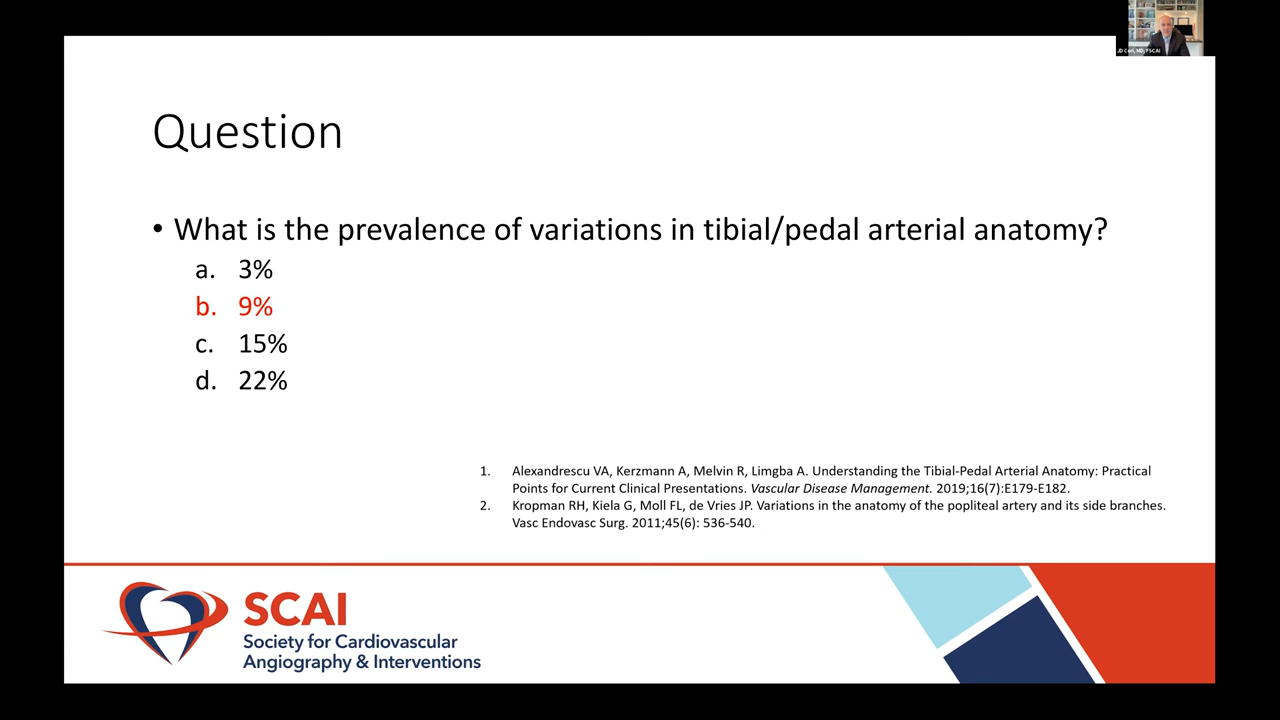 JD Corl, MD, FSCAI
Question
• What is the prevalence of variations in tibial/pedal arterial anatomy?
a. 3%
b. 9%
c. 15%
d. 22%
1. Alexandrescu VA, Kerzmann A, Melvin R, Limgba A. Understanding the Tibial-Pedal Arterial Anatomy: Practical
Points for Current Clinical Presentations. Vascular Disease Management. 2019;16(7):E179-E182.
2. Kropman RH, Kiela G, Moll FL, de Vries JP. Variations in the anatomy of the popliteal artery and its side branches.
Vasc Endovasc Surg. 2011;45(6): 536-540.
SCAI
Society for Cardiovascular
Angiography & Interventions